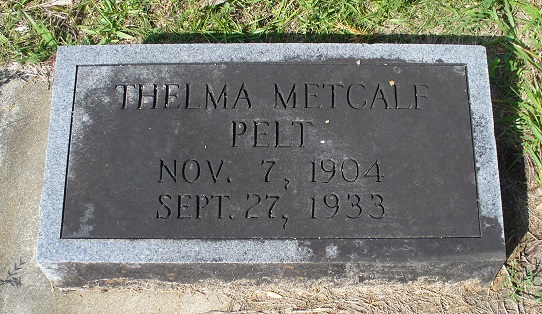 THELMA METCALF
PELT
NOV. 7, 1904
SEPT. 27, 1933